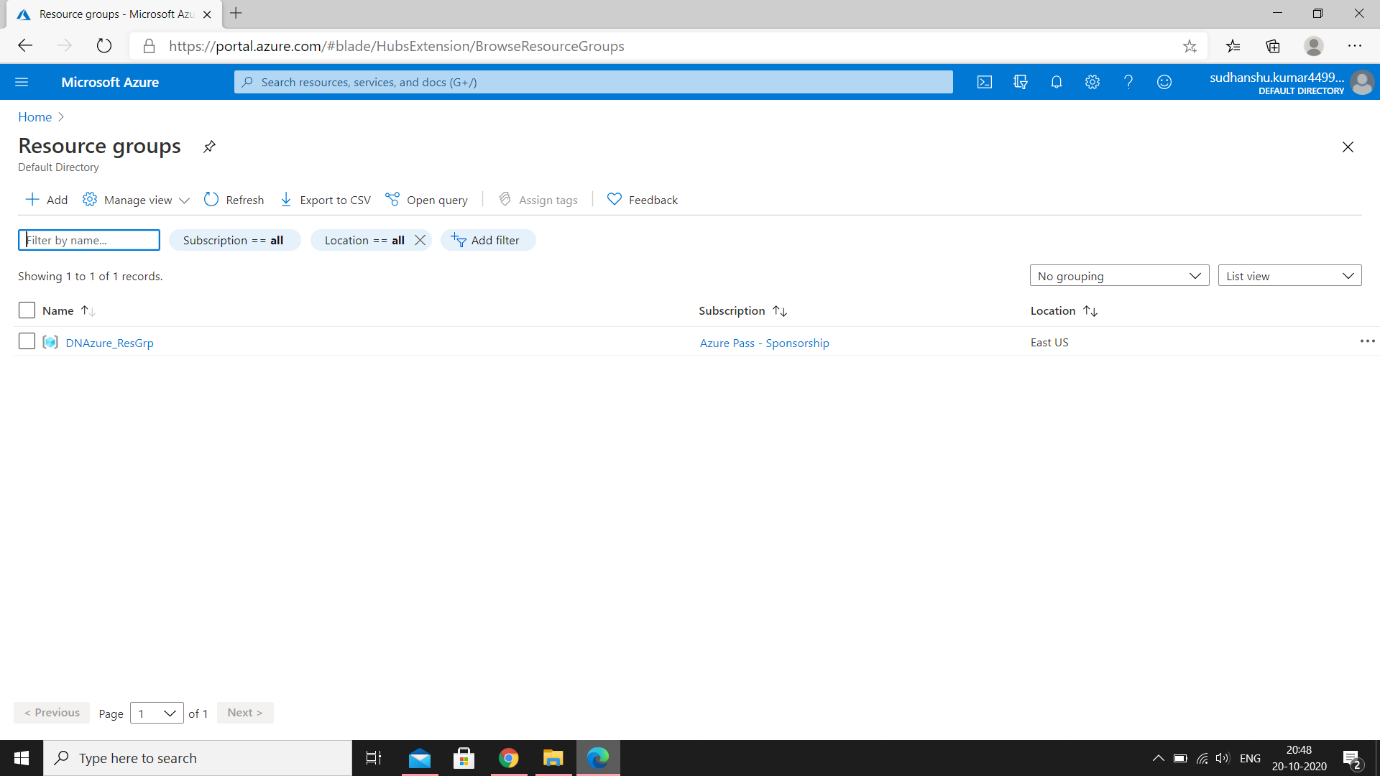 Resource groups - Microsoft Azu
https://portal.azure.com/#blade/HubsExtension/BrowseResourceGroups
Microsoft Azure
Search resources, services, and docs (G+/)
sudhanshu.kumar4499...
DEFAULT DIRECTORY
Home
Resource groups
Default Directory
Add Manage view Refresh Export to CSV Open query Assign tags Feedback
Filter by name... Subscription == all Location == all Add filter
Showing 1 to 1 of 1 records. No grouping List view
Name Subscription Location
DNAzure_ResGrp Azure Pass - Sponsorship East US
< Previous Page 1 of 1 Next >
Type here to search
ENG
20:48
20-10-2020
2